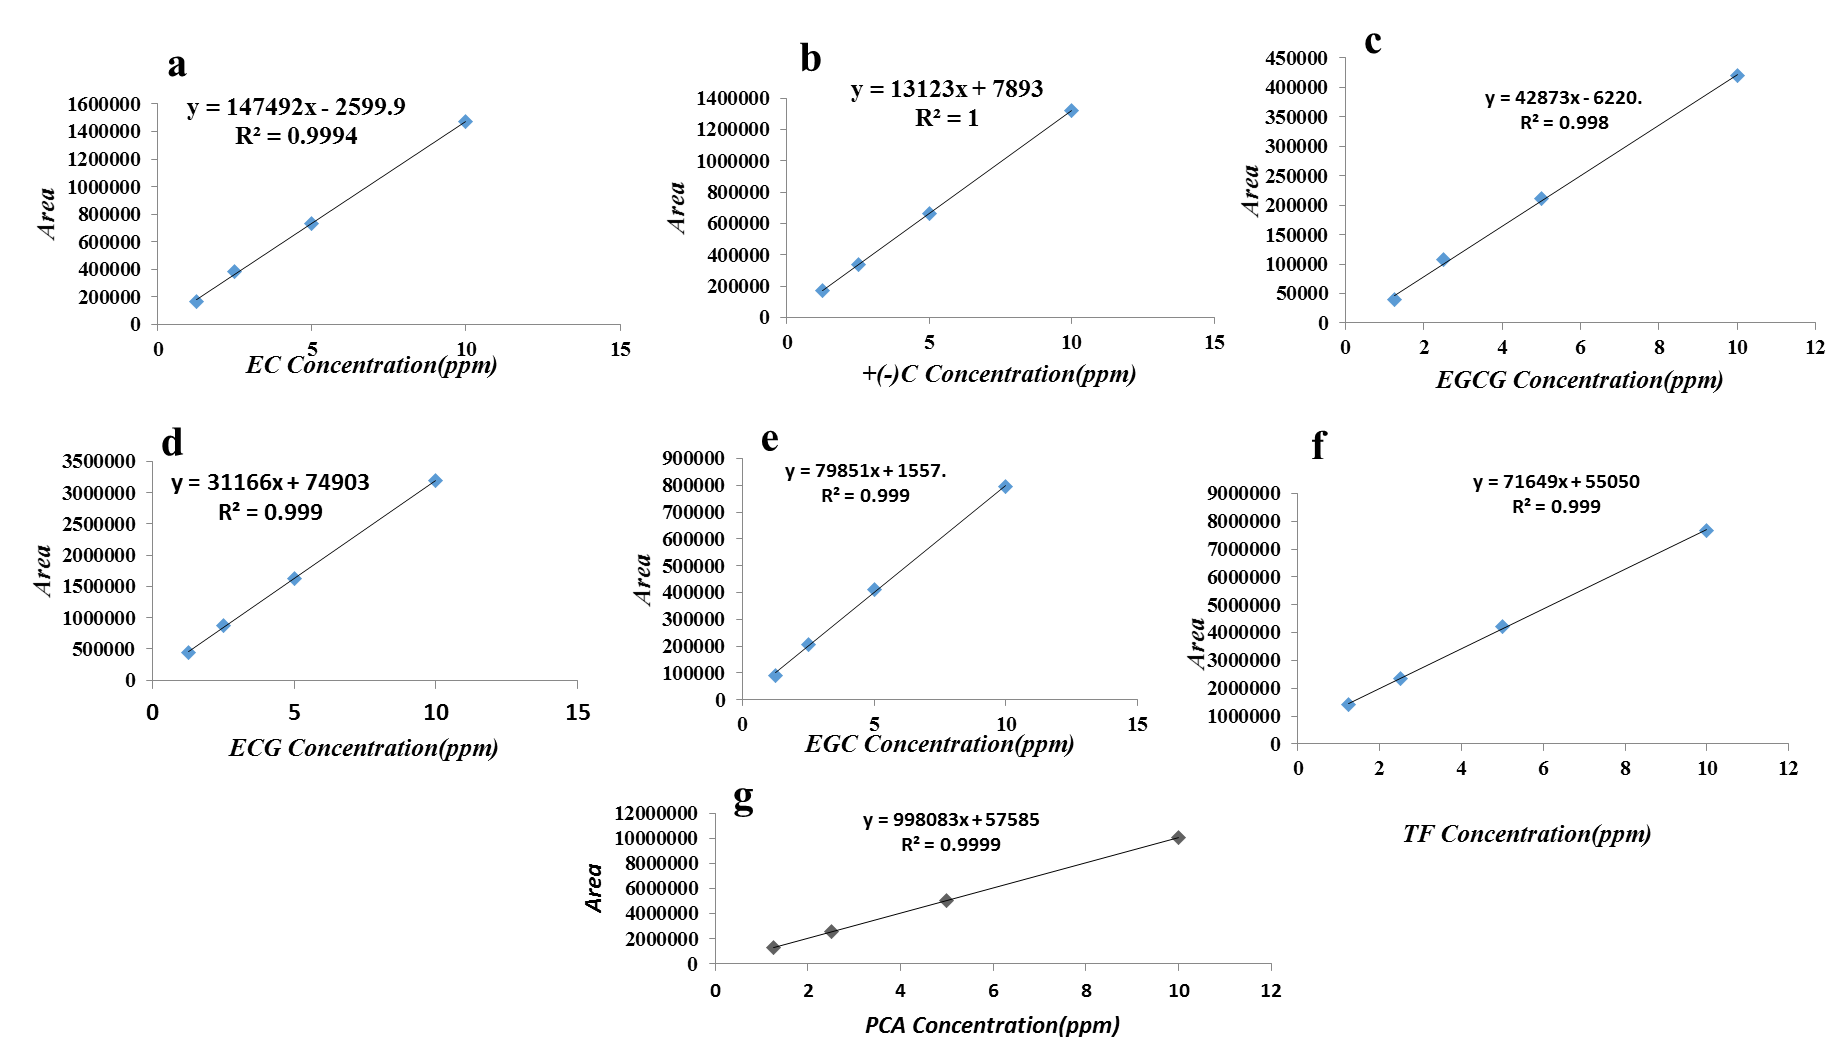 a
y = 147492x - 2599.9
R² = 0.9994
1600000
1400000
1200000
1000000
800000
600000
400000
200000
0
Area
0 5 10 15
EC Concentration(ppm)
b
y = 13123x + 7893
R² = 1
1400000
1200000
1000000
800000
600000
400000
200000
0
Area
0 5 10 15
+(-)C Concentration(ppm)
c
y = 42873x - 6220.
R² = 0.998
450000
400000
350000
300000
250000
200000
150000
100000
50000
0
Area
0 2 4 6 8 10 12
EGCG Concentration(ppm)
d
y = 31166x + 74903
R² = 0.999
3500000
3000000
2500000
2000000
1500000
1000000
500000
0
Area
0 5 10 15
ECG Concentration(ppm)
e
y = 79851x + 1557.
R² = 0.999
900000
800000
700000
600000
500000
400000
300000
200000
100000
0
Area
0 5 10 15
EGC Concentration(ppm)
f
y = 71649x + 55050
R² = 0.999
9000000
8000000
7000000
6000000
5000000
4000000
3000000
2000000
1000000
0
Area
0 2 4 6 8 10 12
TF Concentration(ppm)
g
y = 998083x + 57585
R² = 0.9999
12000000
10000000
8000000
6000000
4000000
2000000
0
Area
0 2 4 6 8 10 12
PCA Concentration(ppm)